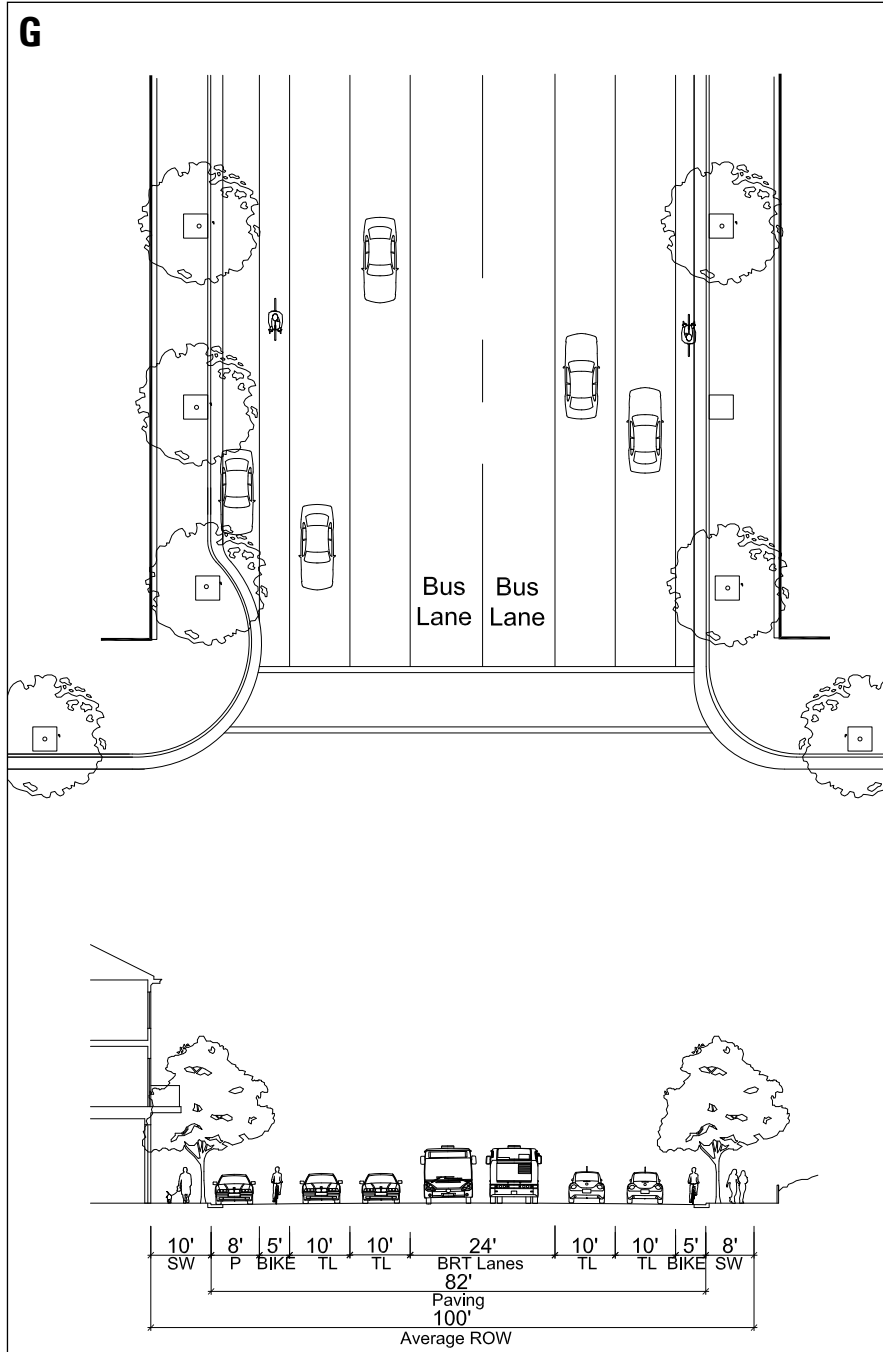 G
Bus Bus
Lane Lane
10' 8' 5' 10' 10' 24' 10' 10' 5' 8'
SW P BIKE TL TL BRT Lanes TL TL BIKE SW
82'
Paving
100'
Average ROW